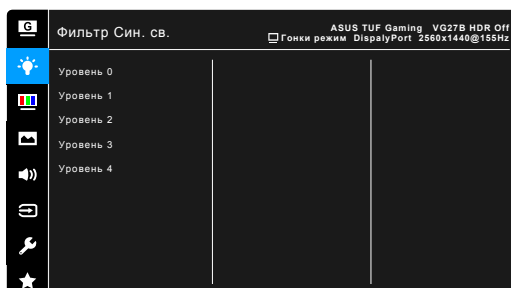 G
Фильтр Син. св.
ASUS TUF Gaming VG27B HDR Off
Гонки режим DispalyPort 2560x1440@155Hz
Уровень 0
Уровень 1
Уровень 2
Уровень 3
Уровень 4